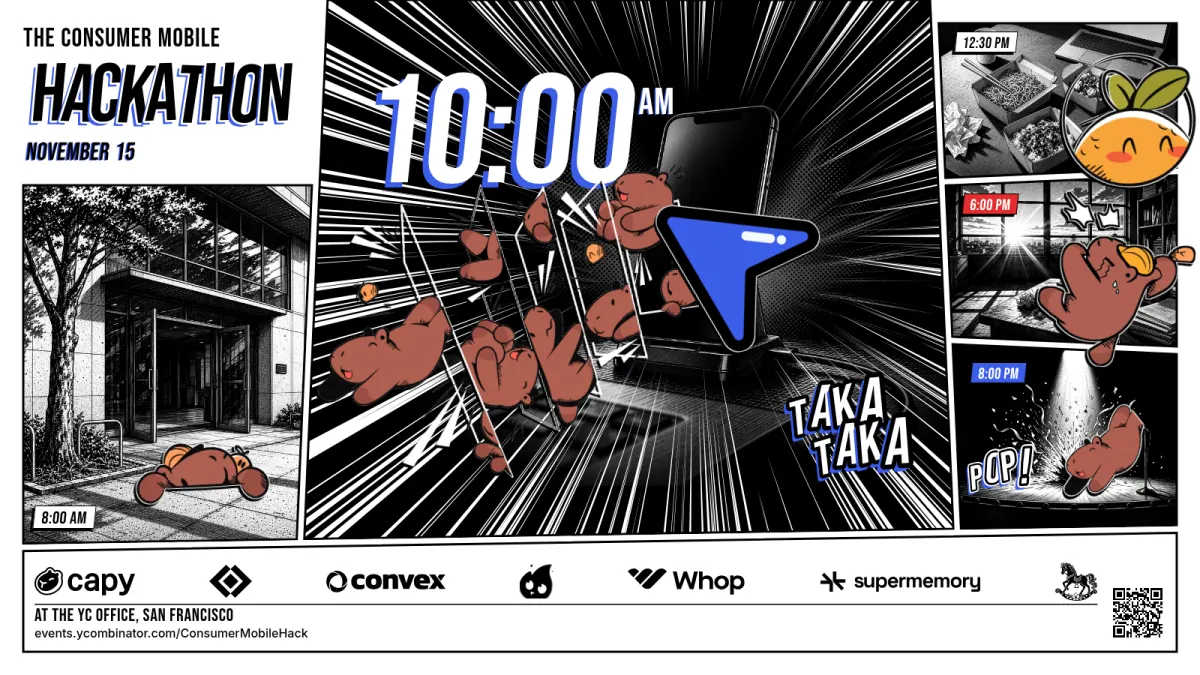 THE CONSUMER MOBILE
HACKATHON
NOVEMBER 15
8:00 AM
10:00 AM
TAKA
TAKA
12:30 PM
6:00 PM
8:00 PM
POP!
capy
convex
Whop
supermemory
AT THE YC OFFICE, SAN FRANCISCO
events.ycombinator.com/ConsumerMobileHack